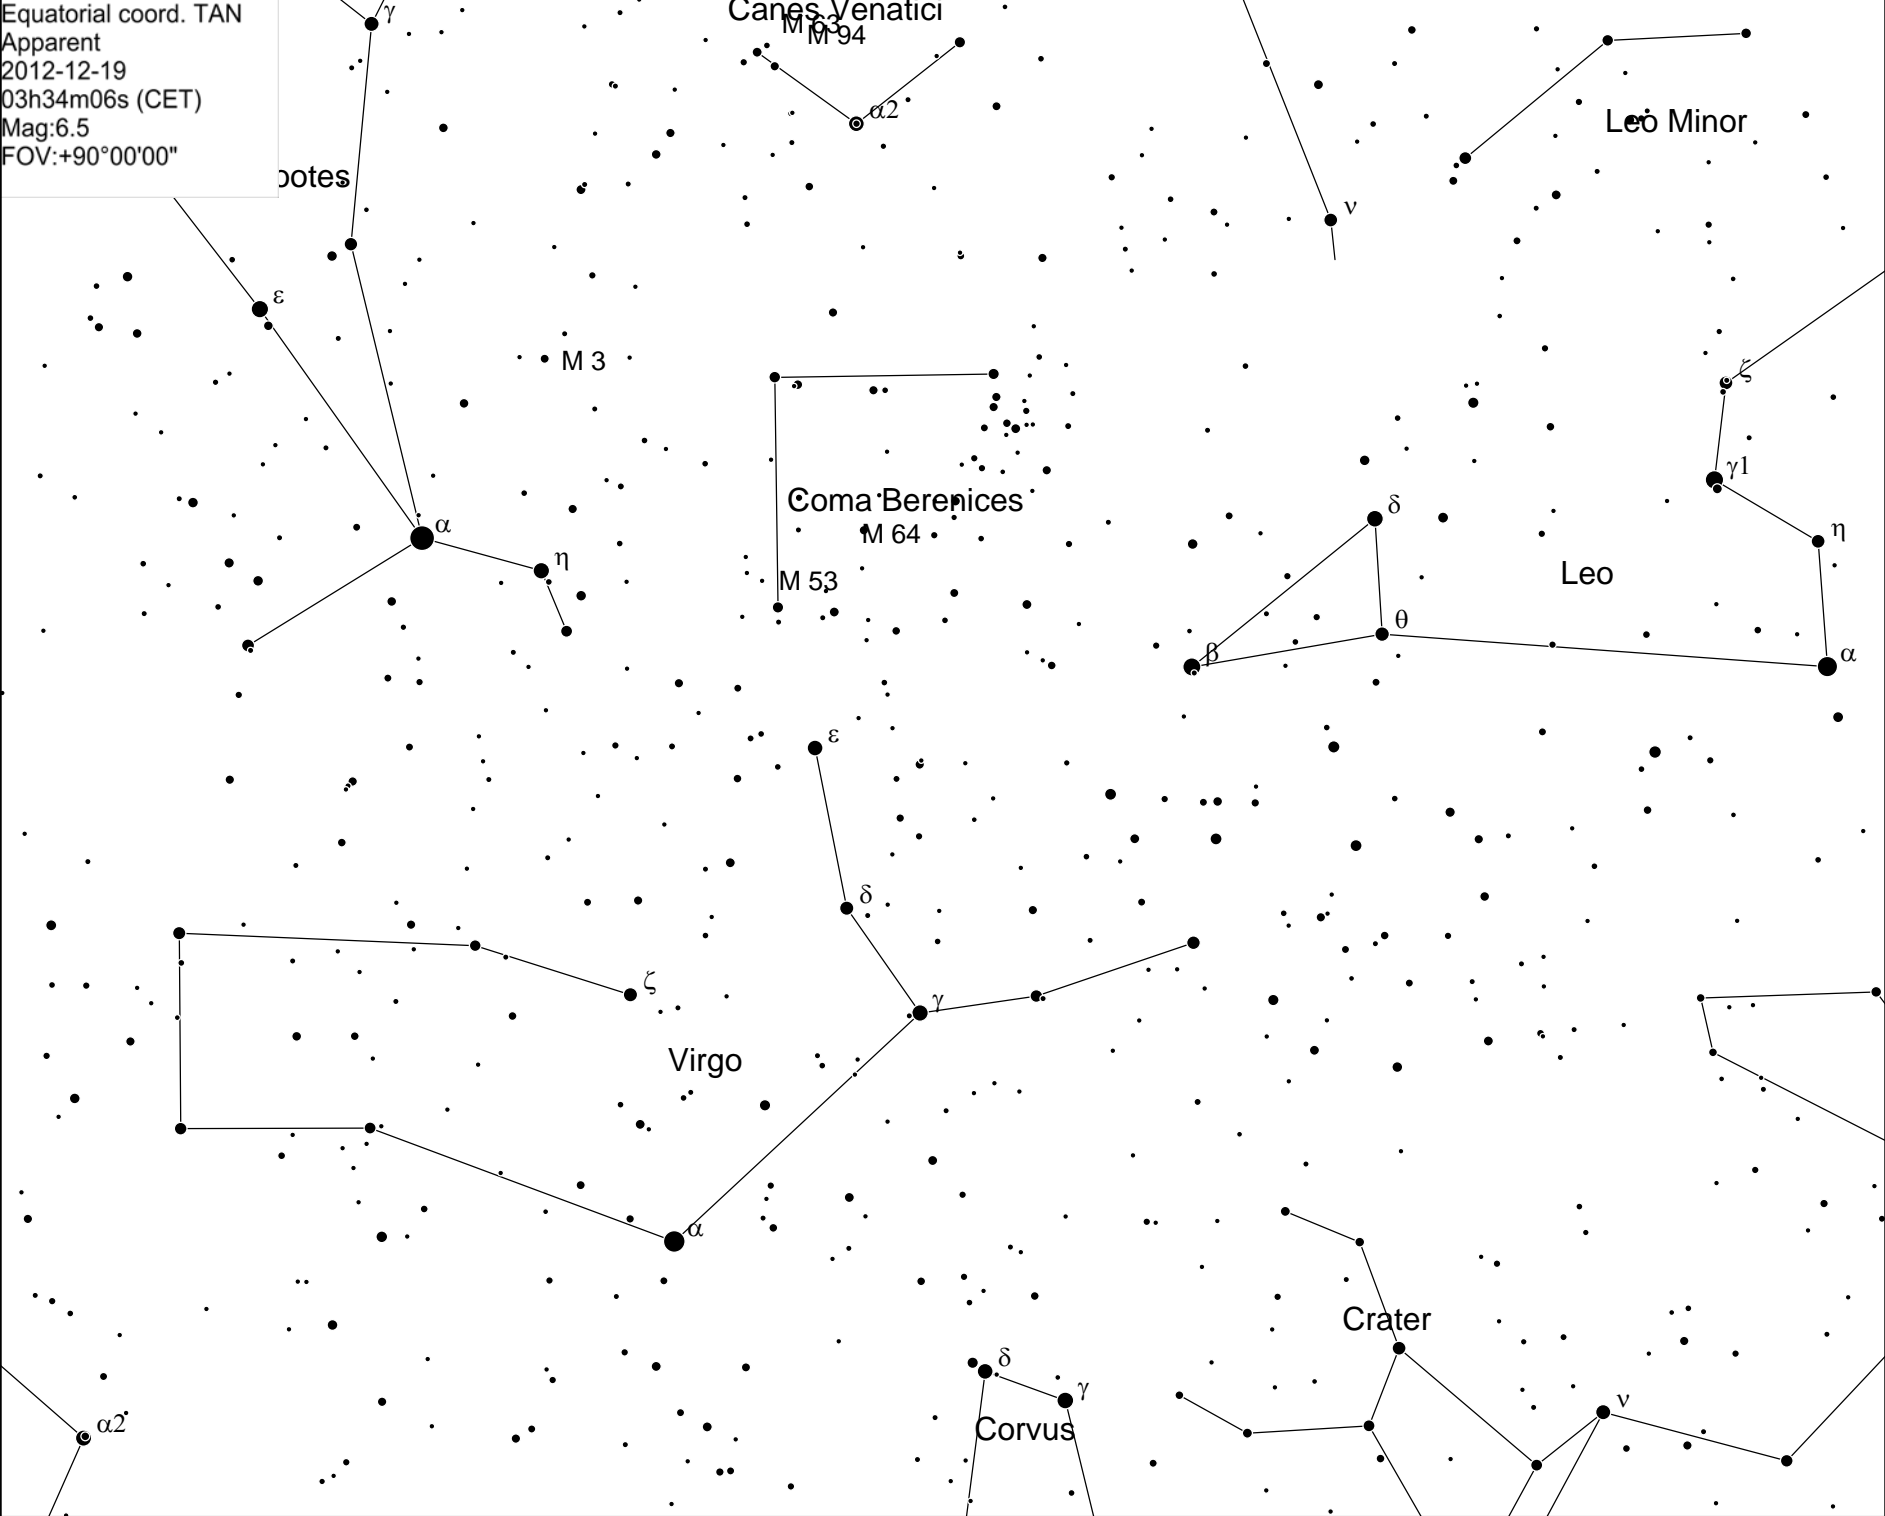 Equatorial coord. TAN
Apparent
2012-12-19
03h34m06s (CET)
Mag:6.5
FOV:+90°00'00"
γ
Canes Venatici
M 63
M 94
α2
Leo Minor
ootes
ν
ε
M 3
ζ
γ1
Coma Berenices
δ
α
M 64
η
η
Leo
M 53
θ
β
α
ε
δ
ζ
γ
Virgo
α
Crater
δ
γ
ν
α2
Corvus